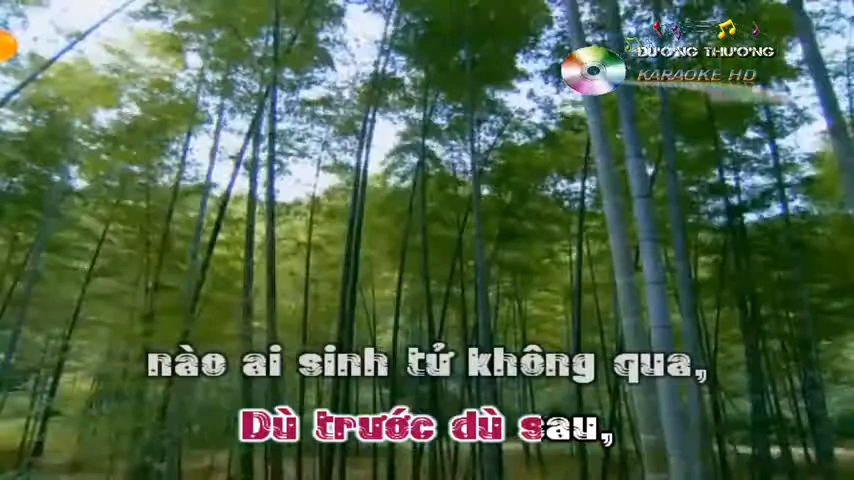 DƯƠNG THƯƠNG
KARAOKE HD
nào ai sinh tử không qua,
Dù trước dù sau,